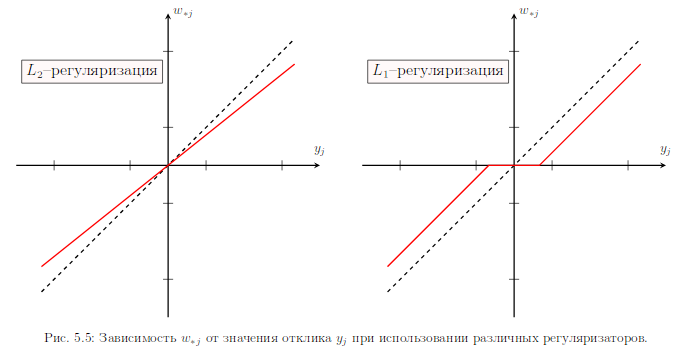 w_{*j}
w_{*j}
L_2–регуляризация
L_1–регуляризация
y_j
y_j
Рис. 5.5: Зависимость w_{*j} от значения отклика y_j при использовании различных регуляризаторов.